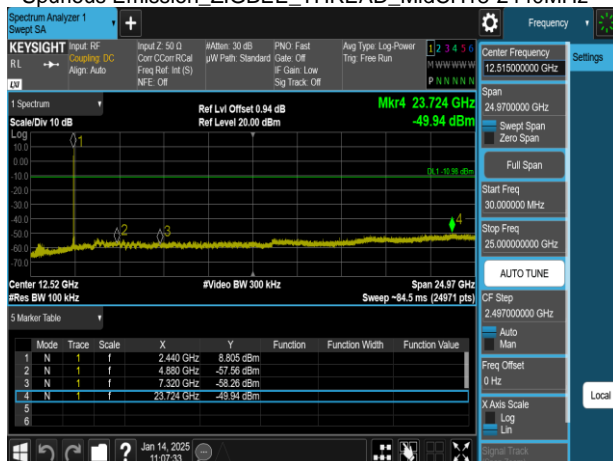 Spurious Emission_ZIGBEE_THREAD_MidCH18-2440MHz
Spectrum Analyzer 1
Swept SA
+
Frequency
KEYSIGHT
RL
LXI
Input: RF
Coupling: DC
Align: Auto
Input Z: 50 Ω
Corr CCorr RCal
Freq Ref: Int (S)
NFE: Off
#Atten: 30 dB
µW Path: Standard
PNO: Fast
Gate: Off
IF Gain: Low
Sig Track: Off
Avg Type: Log-Power
Trig: Free Run
1 2 3 4 5 6
M W W W W W
P N N N N N
1 Spectrum
Scale/Div 10 dB
Ref Lvl Offset 0.94 dB
Ref Level 20.00 dBm
Mkr4 23.724 GHz
-49.94 dBm
Log
10.0
0.00
-10.0
-20.0
-30.0
-40.0
-50.0
-60.0
-70.0
1
2
3
4
DL1 -10.98 dBm
Center 12.52 GHz
#Res BW 100 kHz
#Video BW 300 kHz
Span 24.97 GHz
Sweep ~84.5 ms (24971 pts)
5 Marker Table
Mode Trace Scale X Y Function Function Width Function Value
1 N 1 f 2.440 GHz 8.805 dBm
2 N 1 f 4.880 GHz -57.56 dBm
3 N 1 f 7.320 GHz -58.26 dBm
4 N 1 f 23.724 GHz -49.94 dBm
5
6
?
Jan 14, 2025
11:07:33
Center Frequency
12.515000000 GHz
Span
24.9700000 GHz
Swept Span
Zero Span
Full Span
Start Freq
30.000000 MHz
Stop Freq
25.000000000 GHz
AUTO TUNE
CF Step
2.497000000 GHz
Auto
Man
Freq Offset
0 Hz
X Axis Scale
Log
Lin
Signal Track
Settings
Local